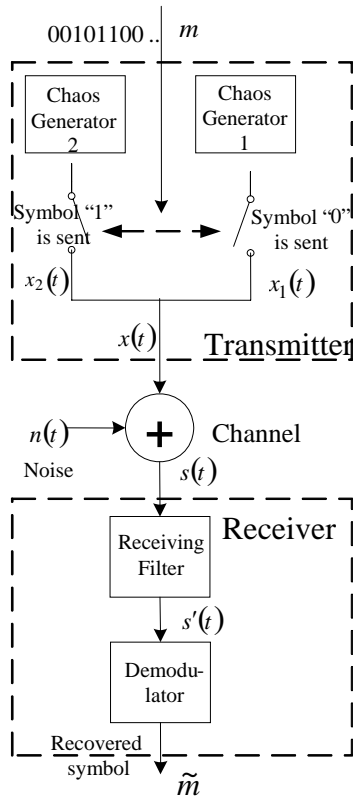 00101100 .. m
Chaos
Generator
2
Chaos
Generator
1
Symbol “1”
is sent
Symbol “0”
is sent
x₂(t)
x₁(t)
x(t)
Transmitter
n(t)
+
Channel
Noise
s(t)
Receiver
Receiving
Filter
s′(t)
Demodu-
lator
Recovered
symbol
m̃